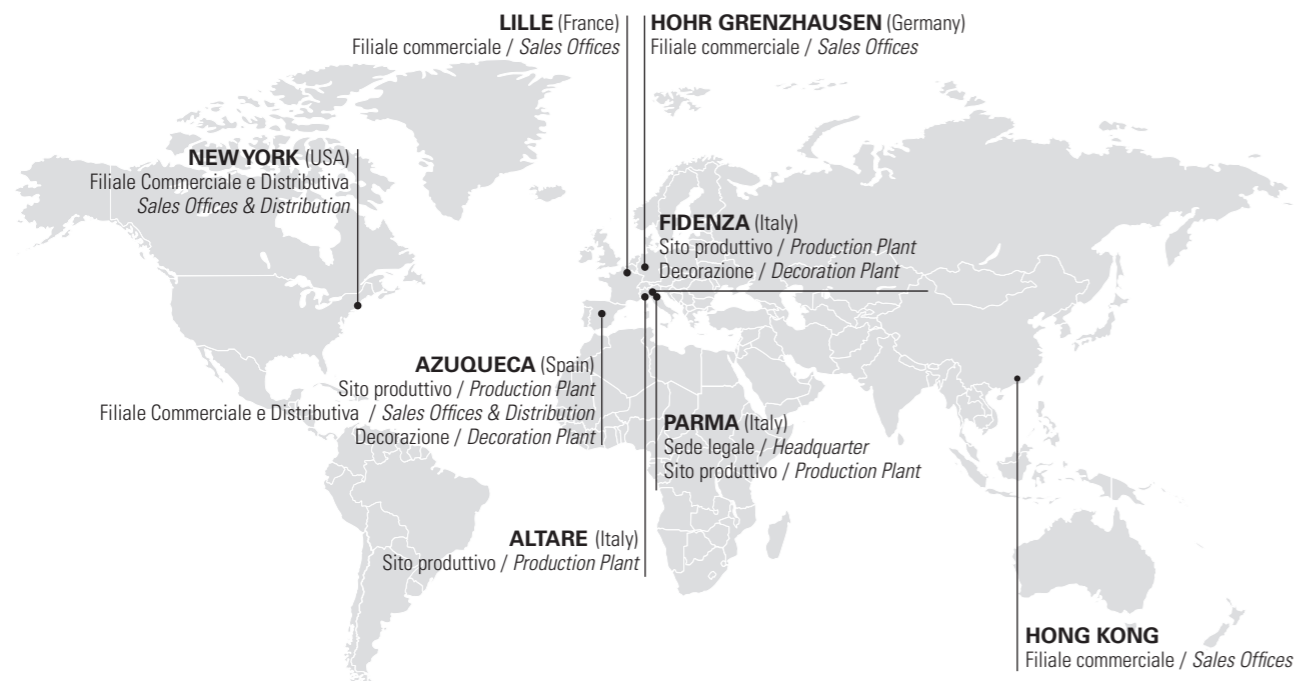 LILLE (France)
Filiale commerciale / Sales Offices
HOHR GRENZHAUSEN (Germany)
Filiale commerciale / Sales Offices
NEW YORK (USA)
Filiale Commerciale e Distributiva
Sales Offices & Distribution
FIDENZA (Italy)
Sito produttivo / Production Plant
Decorazione / Decoration Plant
AZUQUECA (Spain)
Sito produttivo / Production Plant
Filiale Commerciale e Distributiva / Sales Offices & Distribution
Decorazione / Decoration Plant
PARMA (Italy)
Sede legale / Headquarter
Sito produttivo / Production Plant
ALTARE (Italy)
Sito produttivo / Production Plant
HONG KONG
Filiale commerciale / Sales Offices